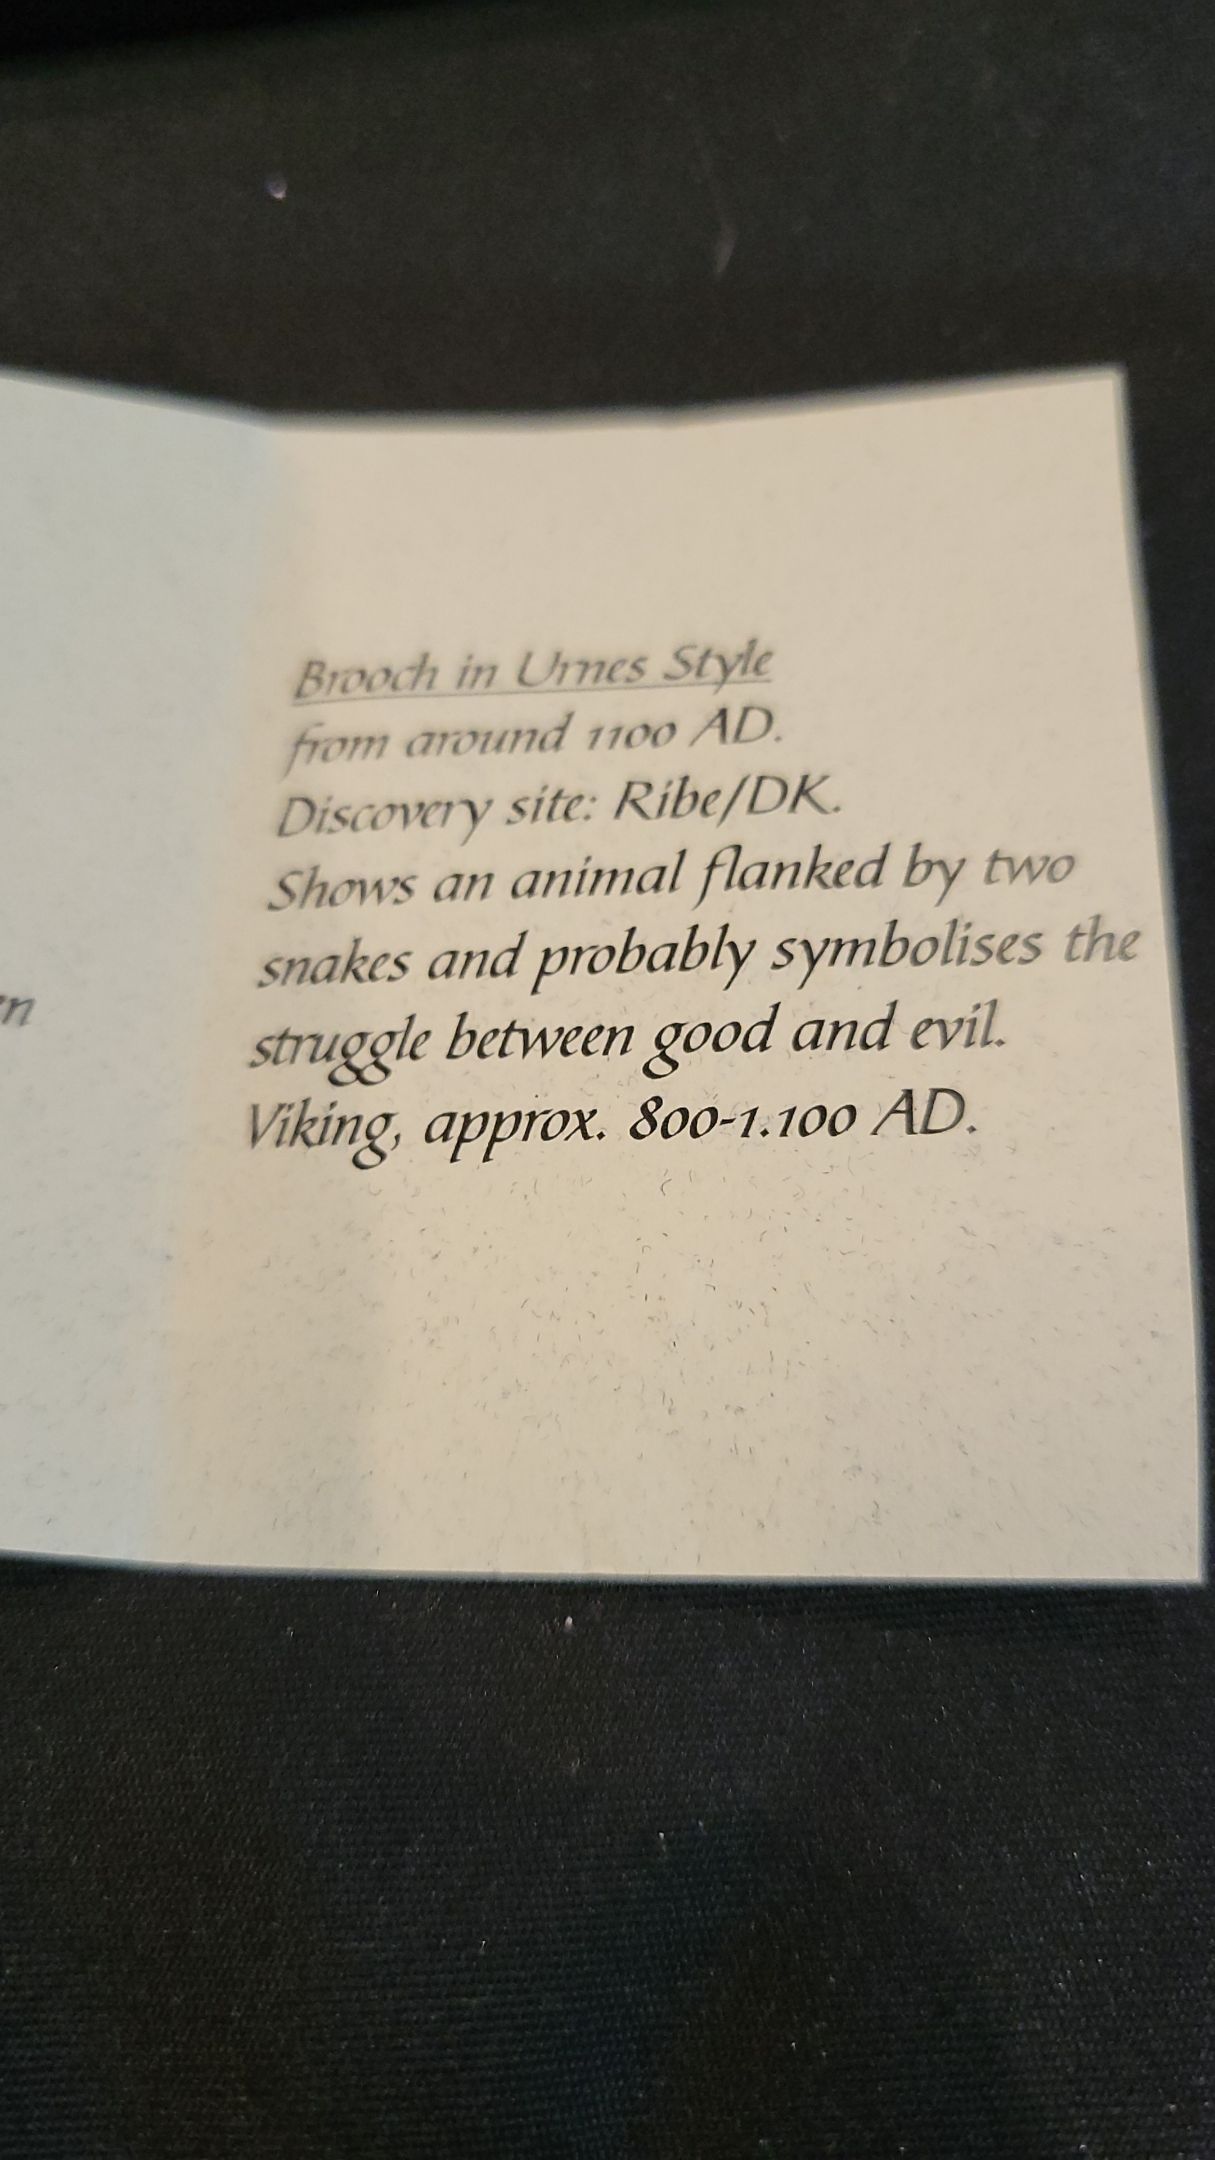 Brooch in Urnes Style
from around 1100 AD.
Discovery site: Ribe/DK.
Shows an animal flanked by two
snakes and probably symbolises the
struggle between good and evil.
Viking, approx. 800-1.100 AD.